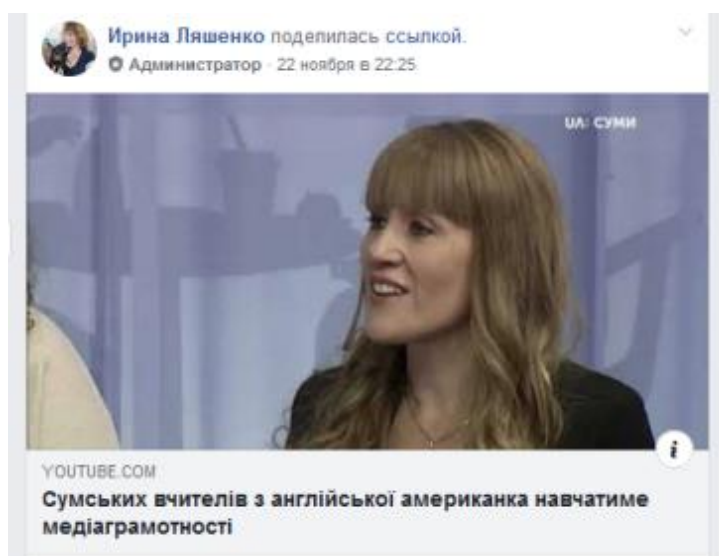 Ирина Ляшенко поделилась ссылкой.
Администратор · 22 ноября в 22:25
UA: СУМИ
YOUTUBE.COM
Сумських вчителів з англійської американка навчатиме
медіаграмотності